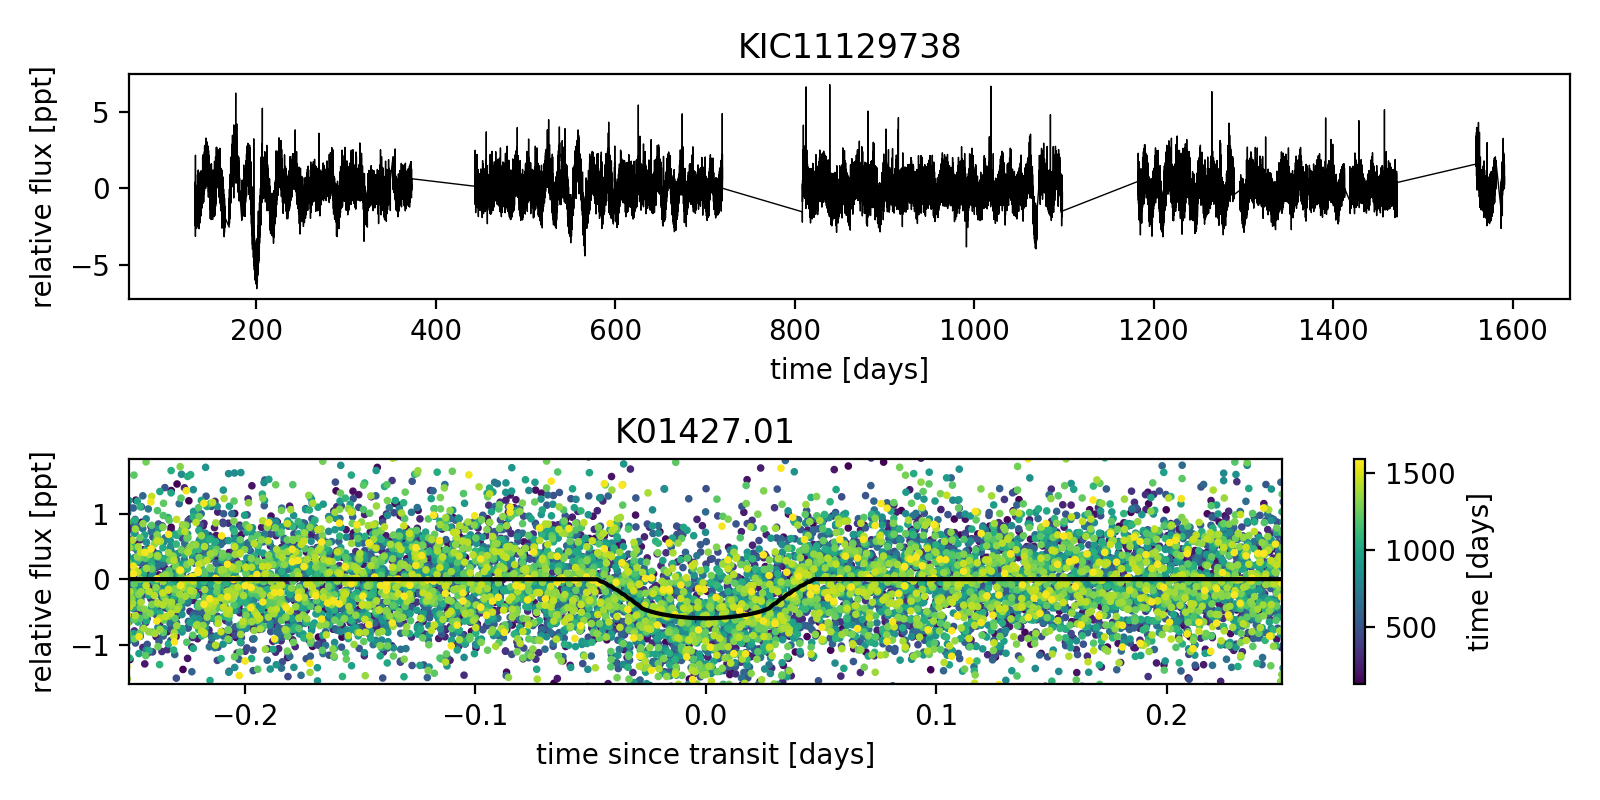 KIC11129738
relative flux [ppt]
5
0
−5
200 400 600 800 1000 1200 1400 1600
time [days]
K01427.01
relative flux [ppt]
1
0
−1
−0.2 −0.1 0.0 0.1 0.2
time since transit [days]
1500
1000
500
time [days]